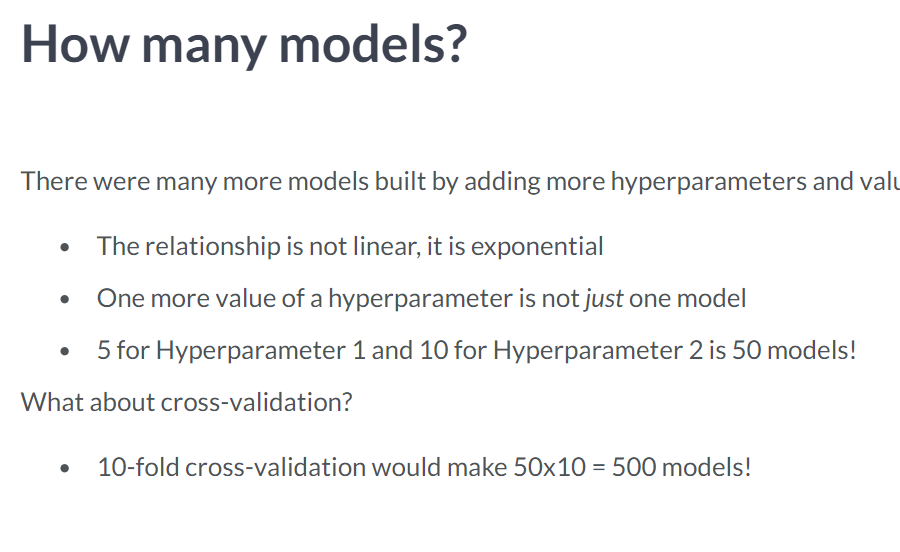 How many models?
There were many more models built by adding more hyperparameters and
• The relationship is not linear, it is exponential
• One more value of a hyperparameter is not just one model
• 5 for Hyperparameter 1 and 10 for Hyperparameter 2 is 50 models!
What about cross-validation?
• 10-fold cross-validation would make 50x10 = 500 models!